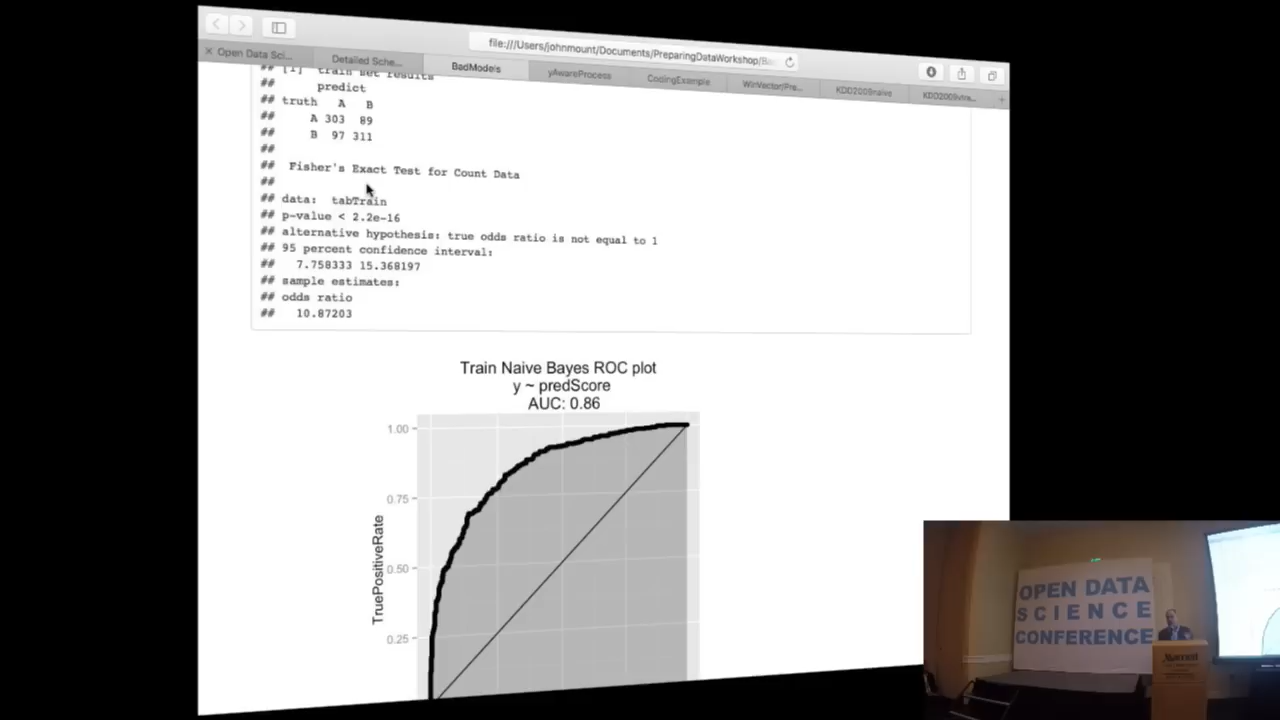 file:///Users/johnmount/Documents/PreparingDataWorkshop/Ba
Open Data Sci...
Detailed Sche...
BadModels
yAwareProcess
CodingExample
WinVector/Pre...
KDD2009naive
KDD2009vtre...
## [1] "train set results"
## predict
## truth A B
## A 303 89
## B 97 311
##
## Fisher's Exact Test for Count Data
##
## data: tabTrain
## p-value < 2.2e-16
## alternative hypothesis: true odds ratio is not equal to 1
## 95 percent confidence interval:
## 7.758333 15.368197
## sample estimates:
## odds ratio
## 10.87203
Train Naive Bayes ROC plot
y ~ predScore
AUC: 0.86
1.00
0.75
0.50
0.25
TruePositiveRate
OPEN DATA
SCIENCE
CONFERENCE
Marriott